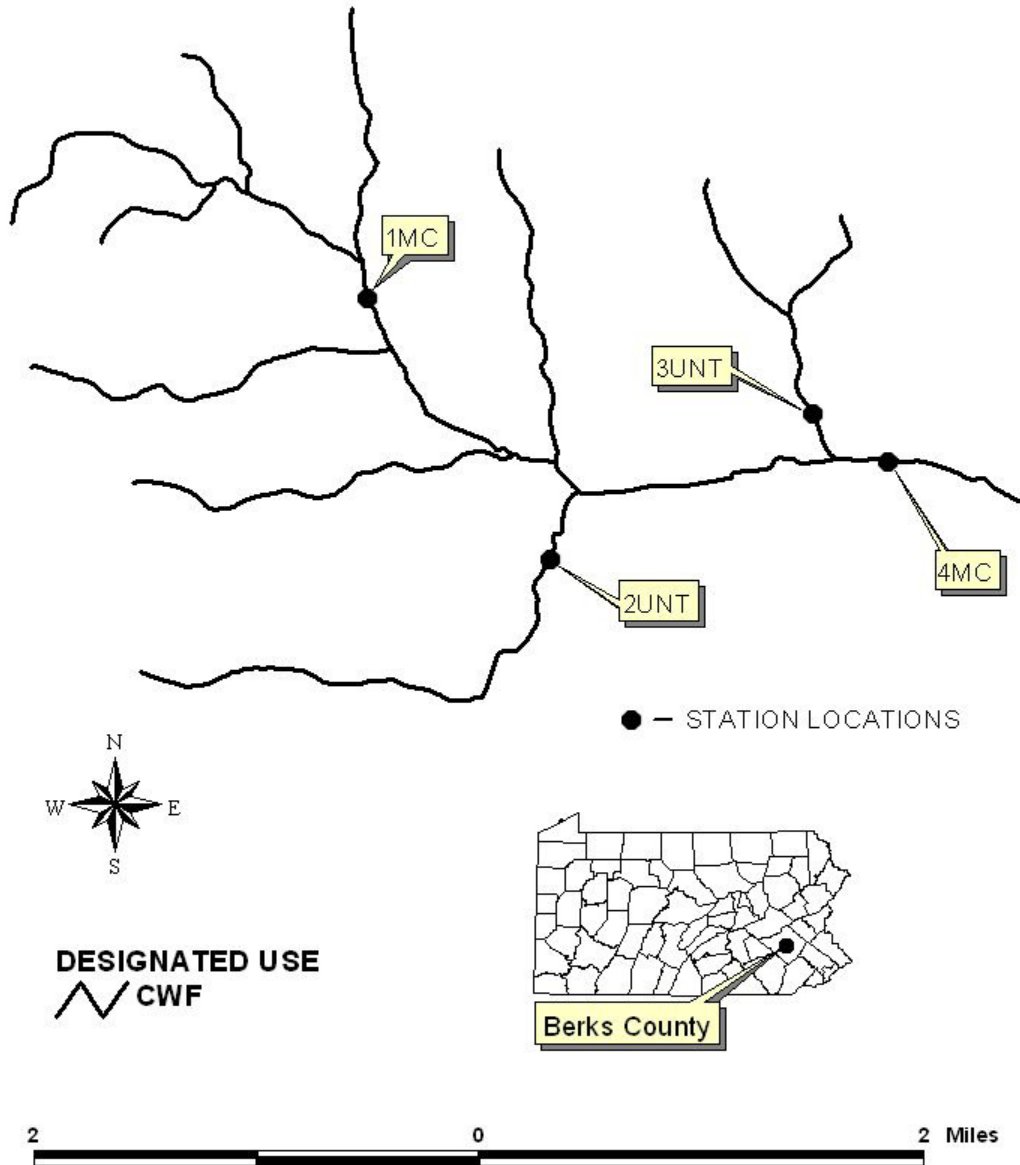 1MC
3UNT
4MC
2UNT
– STATION LOCATIONS
N
W E
S
DESIGNATED USE
CWF
Berks County
2 0 2 Miles